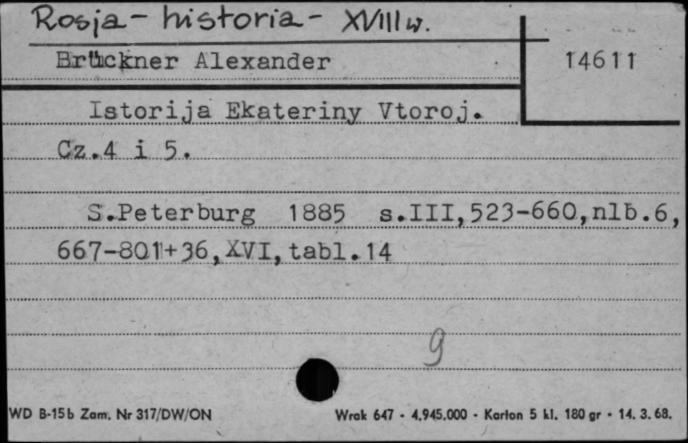 Rosja - historia - XVIII w.
Brückner Alexander 14611
Istorija Ekateriny Vtoroj.
Cz.4 i 5.
S.Peterburg 1885 s.III,523-660,nlb.6,
667-801+36,XVI,tabl.14
g
WD B-15b Zam. Nr 317/DW/ON Wrak 647 - 4.945.000 - Karton 5 kl. 180 gr - 14. 3. 68.